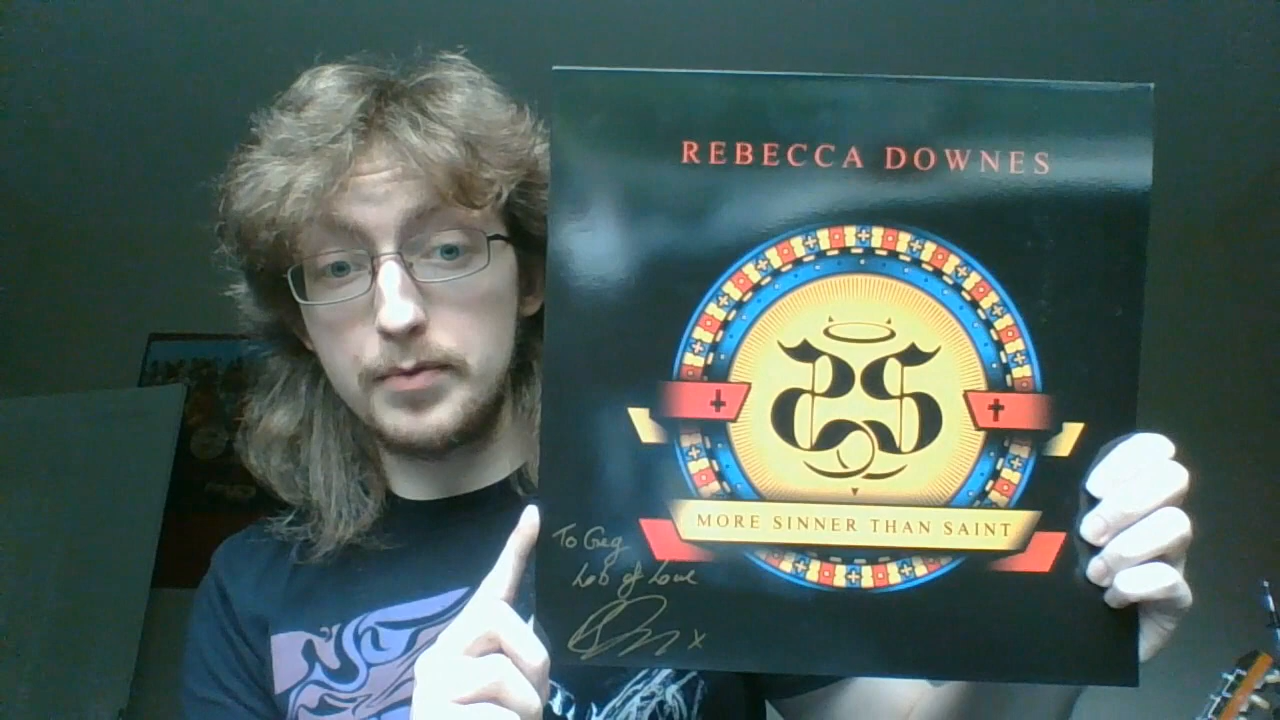 REBECCA DOWNES
MORE SINNER THAN SAINT
To Greg
Lots of Love
x